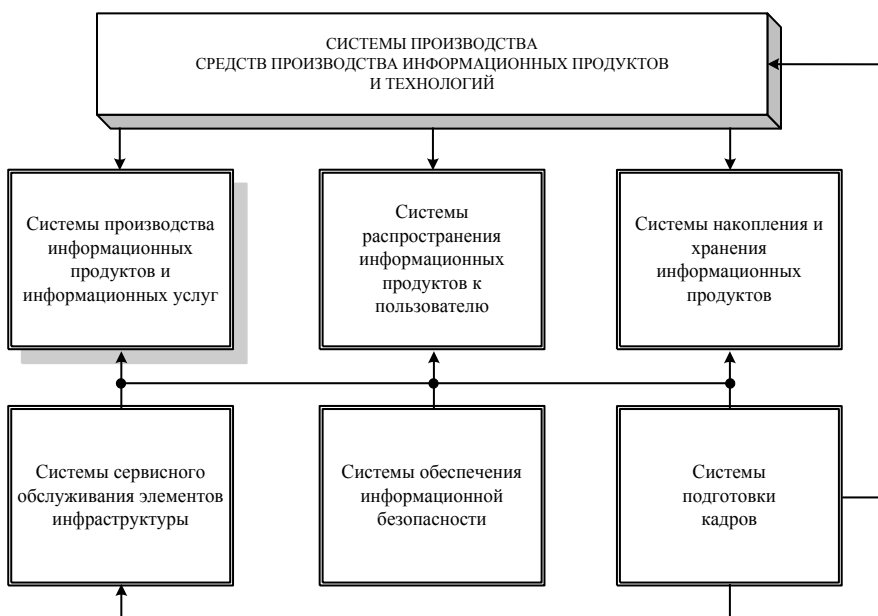 СИСТЕМЫ ПРОИЗВОДСТВА
СРЕДСТВ ПРОИЗВОДСТВА ИНФОРМАЦИОННЫХ ПРОДУКТОВ
И ТЕХНОЛОГИЙ
Системы производства
информационных
продуктов и
информационных услуг
Системы
распространения
информационных
продуктов к
пользователю
Системы накопления и
хранения
информационных
продуктов
Системы сервисного
обслуживания элементов
инфраструктуры
Системы обеспечения
информационной
безопасности
Системы
подготовки
кадров